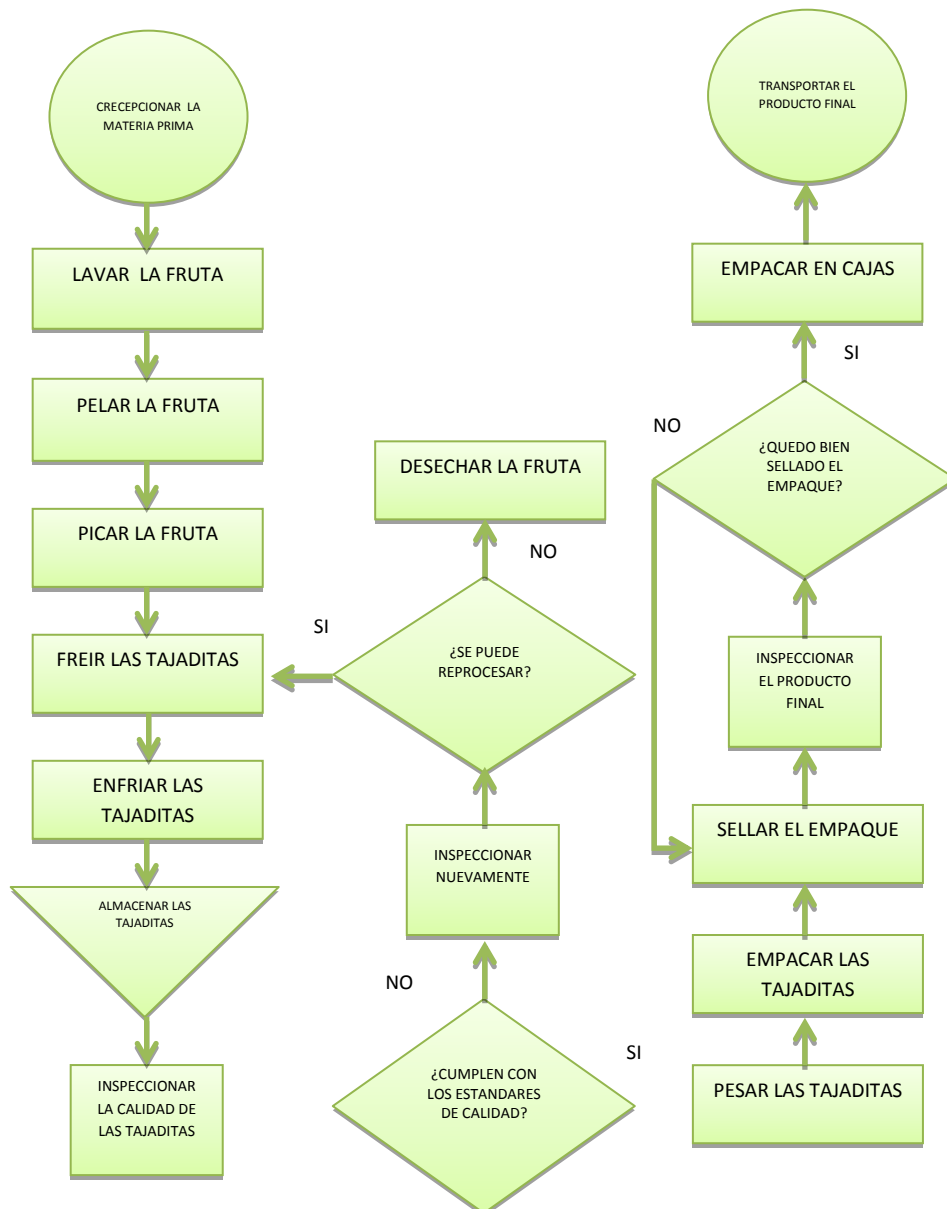 CRECEPCIONAR LA
MATERIA PRIMA
LAVAR LA FRUTA
PELAR LA FRUTA
PICAR LA FRUTA
FREIR LAS TAJADITAS
ENFRIAR LAS
TAJADITAS
ALMACENAR LAS
TAJADITAS
INSPECCIONAR
LA CALIDAD DE
LAS TAJADITAS
DESECHAR LA FRUTA
NO
SI
¿SE PUEDE
REPROCESAR?
INSPECCIONAR
NUEVAMENTE
NO
SI
¿CUMPLEN CON
LOS ESTANDARES
DE CALIDAD?
TRANSPORTAR EL
PRODUCTO FINAL
EMPACAR EN CAJAS
SI
NO
¿QUEDO BIEN
SELLADO EL
EMPAQUE?
INSPECCIONAR
EL PRODUCTO
FINAL
SELLAR EL EMPAQUE
EMPACAR LAS
TAJADITAS
PESAR LAS TAJADITAS